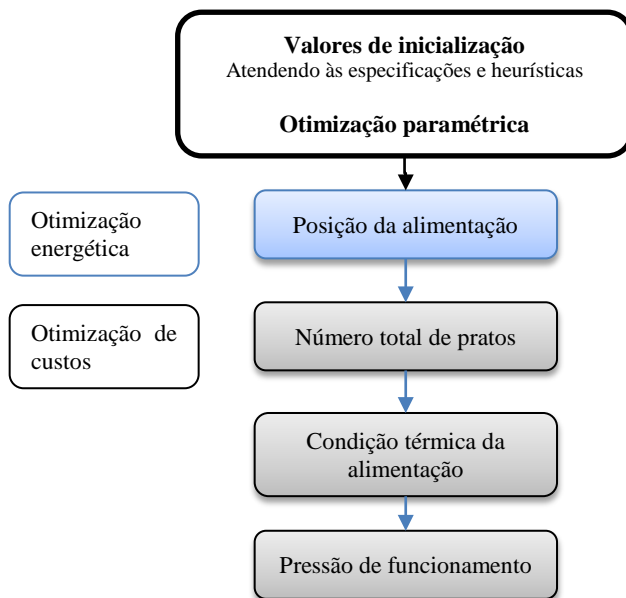 Valores de inicialização
Atendendo às especificações e heurísticas
Otimização paramétrica
Otimização
energética
Posição da alimentação
Otimização de
custos
Número total de pratos
Condição térmica da
alimentação
Pressão de funcionamento